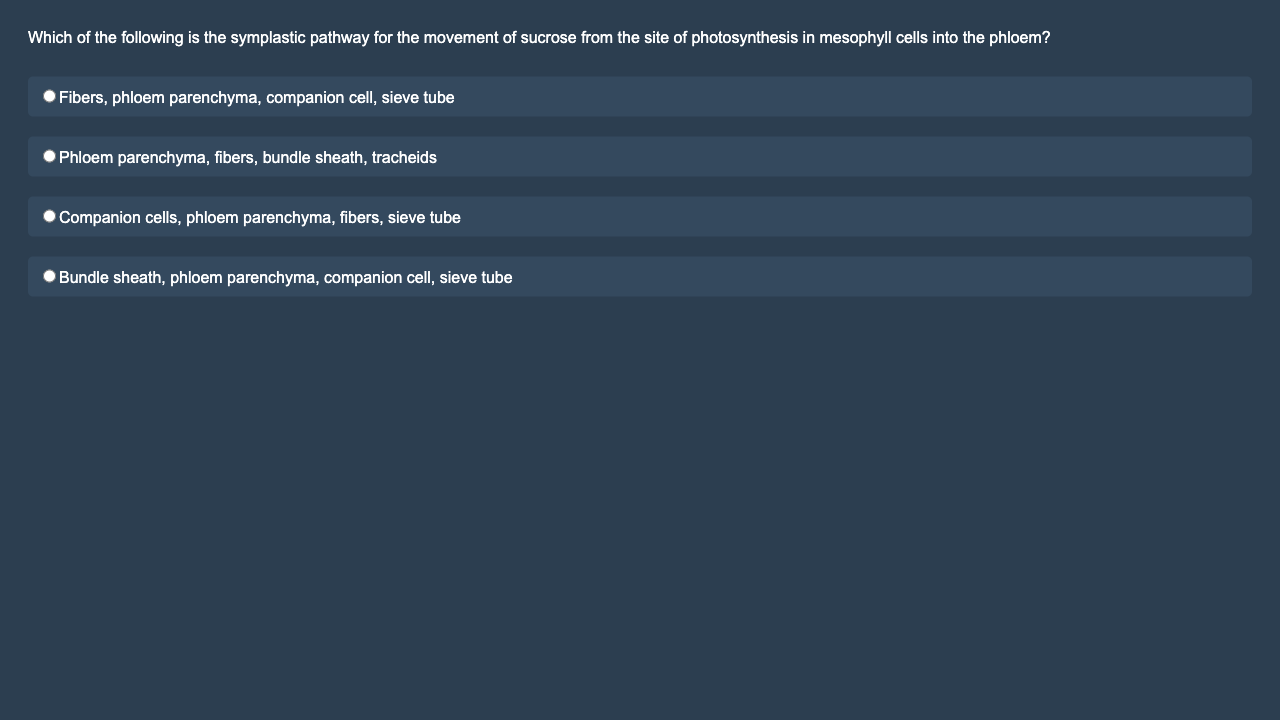 Which of the following is the symplastic pathway for the movement of sucrose from the site of photosynthesis in mesophyll cells into the phloem?
Fibers, phloem parenchyma, companion cell, sieve tube
Phloem parenchyma, fibers, bundle sheath, tracheids
Companion cells, phloem parenchyma, fibers, sieve tube
Bundle sheath, phloem parenchyma, companion cell, sieve tube